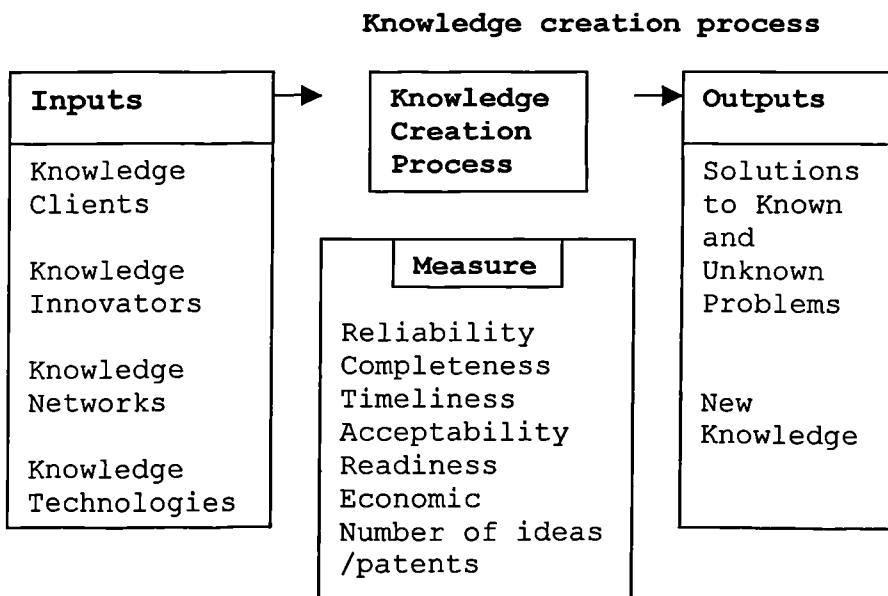 Knowledge creation process
Inputs
Knowledge
Clients
Knowledge
Innovators
Knowledge
Networks
Knowledge
Technologies
Knowledge
Creation
Process
Measure
Reliability
Completeness
Timeliness
Acceptability
Readiness
Economic
Number of ideas
/patents
Outputs
Solutions
to Known
and
Unknown
Problems
New
Knowledge